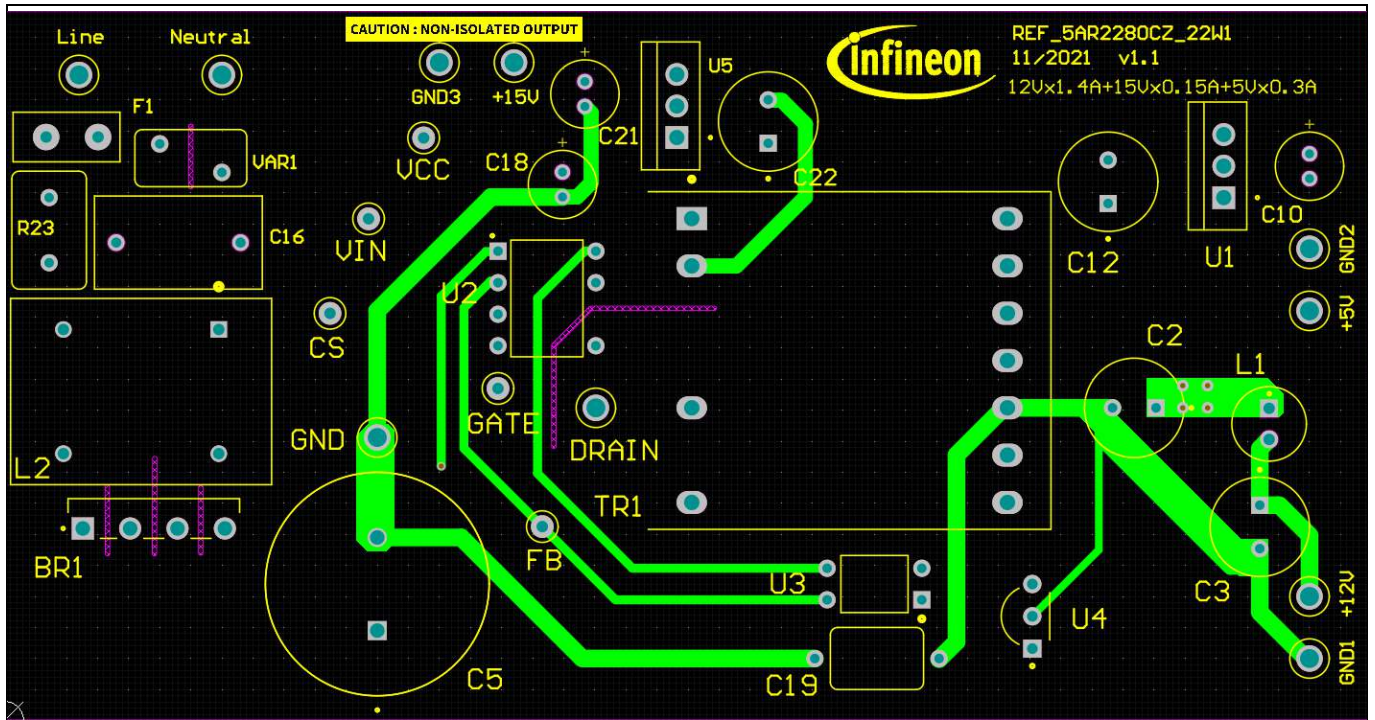 CAUTION : NON-ISOLATED OUTPUT
Line
Neutral
infineon
REF_5AR2280CZ_22W1
11/2021 v1.1
12Vx1.4A+15Vx0.15A+5Vx0.3A
GND3
+15V
U5
F1
C21
VCC
C18
VAR1
C22
R23
C16
VIN
C10
C12
U1
GND2
U2
+5V
CS
C2
L1
GATE
GND
DRAIN
L2
TR1
FB
BR1
U3
C3
+12V
U4
C5
C19
GND1